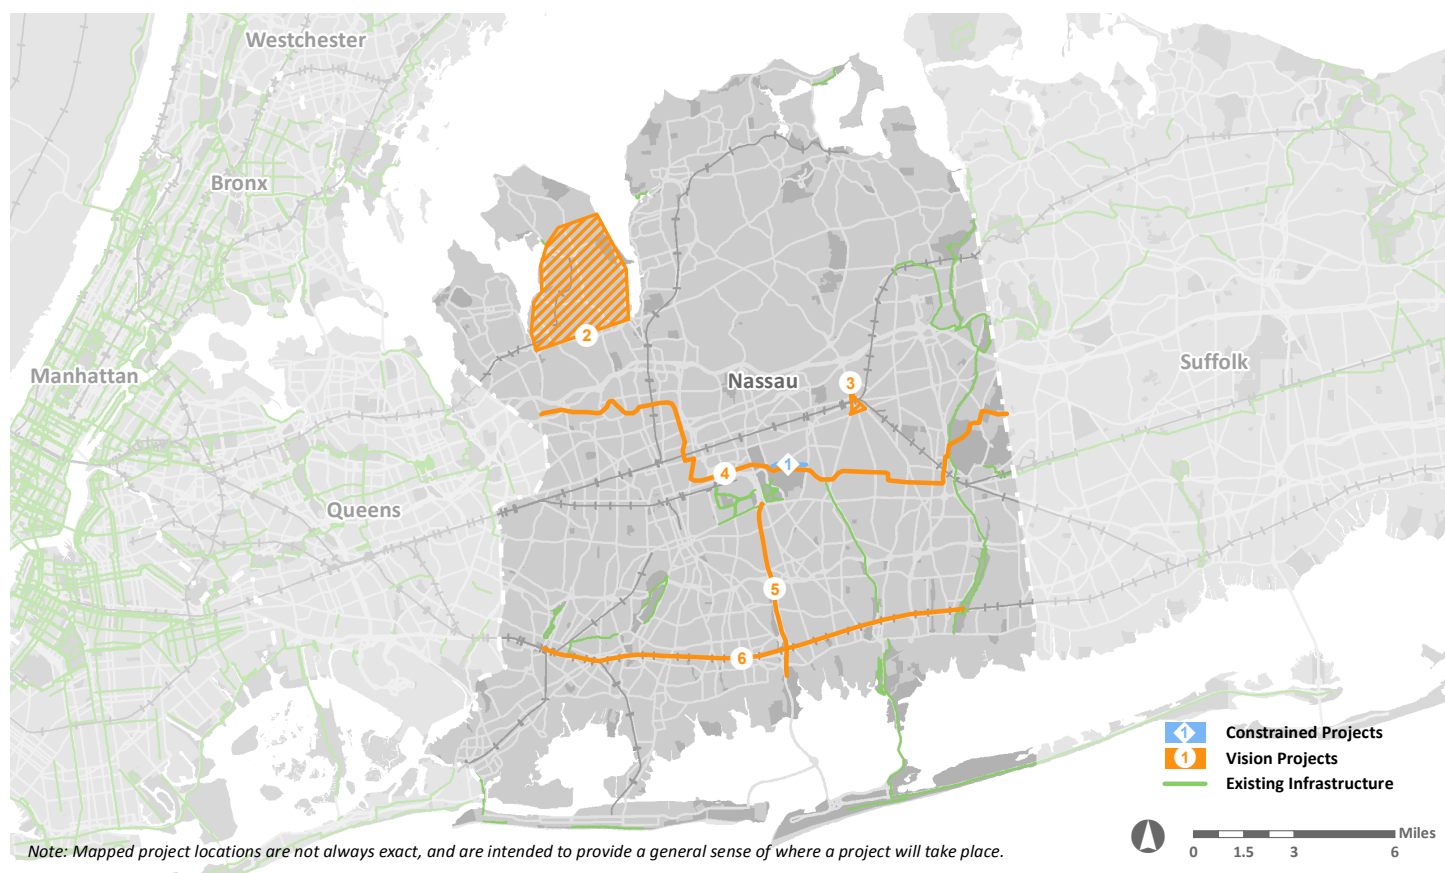 Westchester
Bronx
Manhattan
2
Nassau
3
Suffolk
1
4
Queens
5
6
1 Constrained Projects
1 Vision Projects
Existing Infrastructure
Miles
0 1.5 3 6
Note: Mapped project locations are not always exact, and are intended to provide a general sense of where a project will take place.